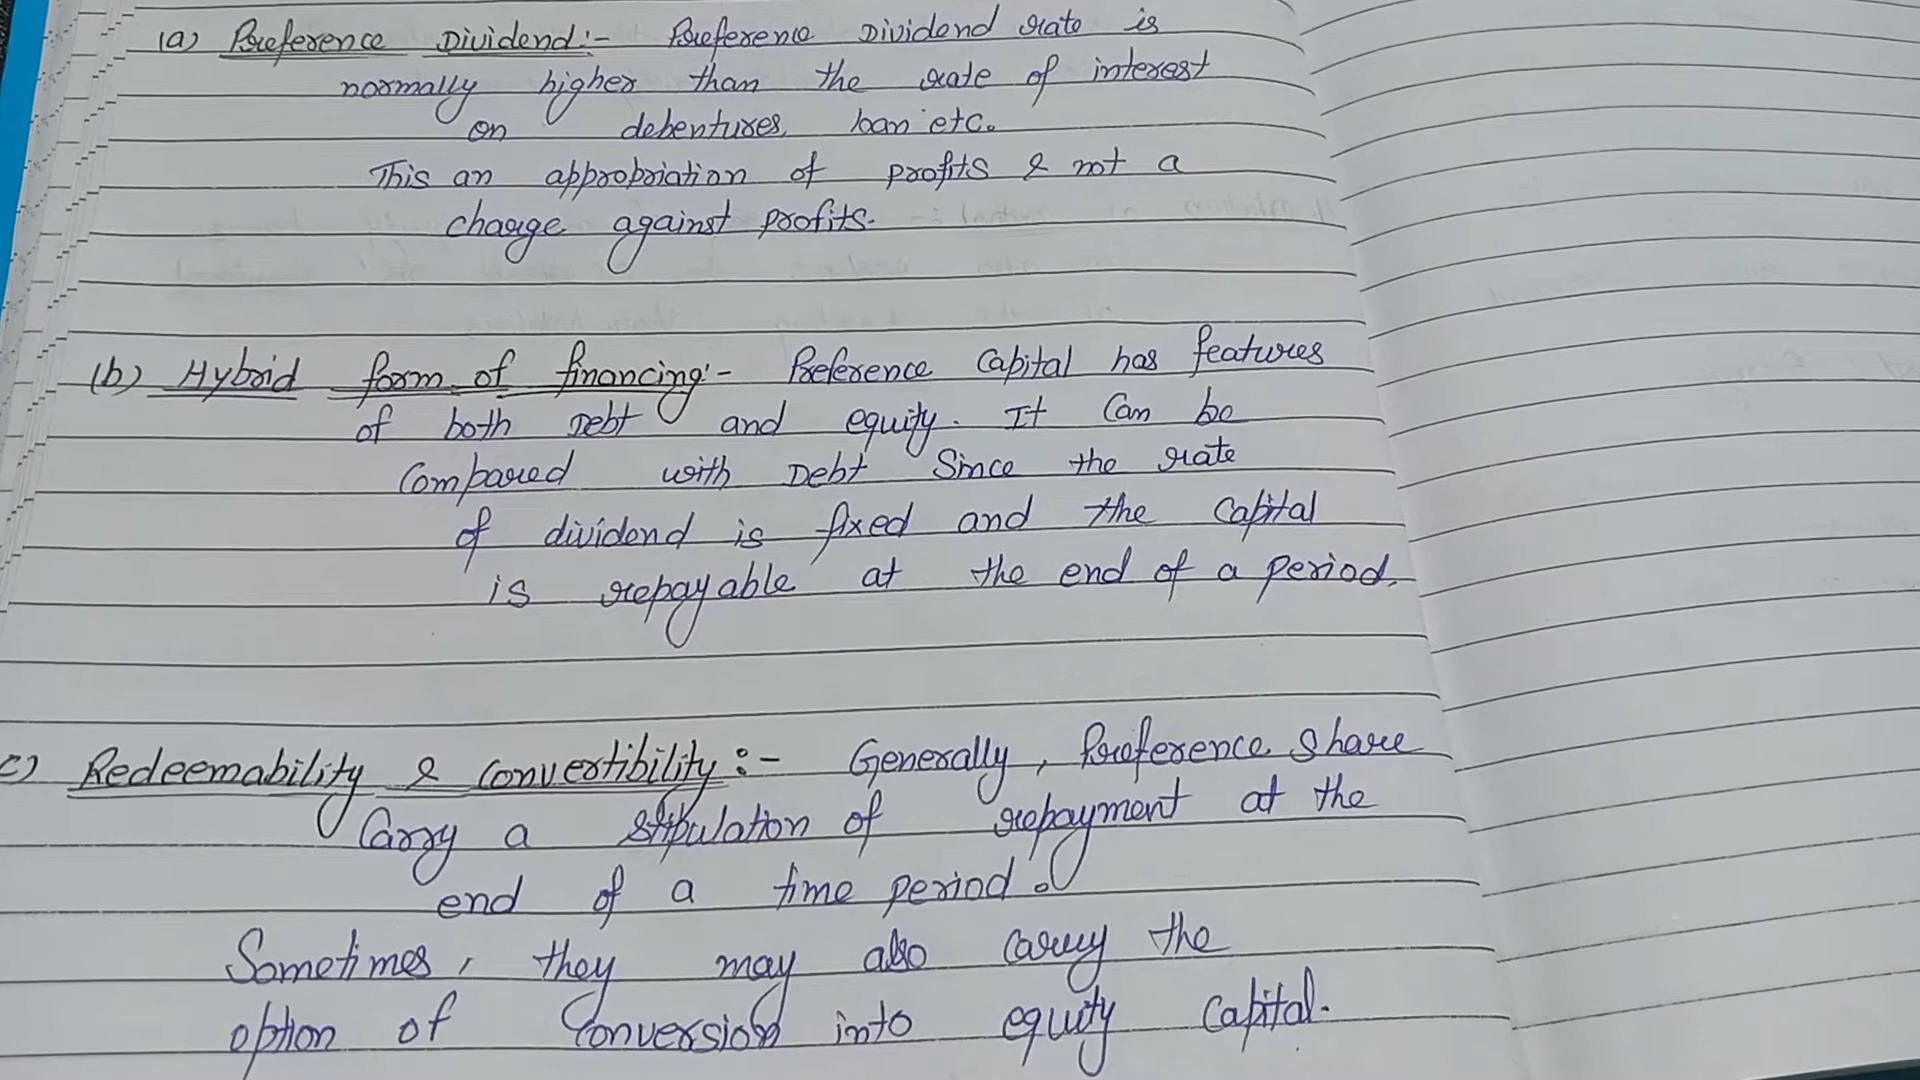 (a) Preference Dividend:- Preference Dividend rate is
normally higher than the rate of interest
on debentures, loan etc.
This an appropriation of profits & not a
charge against profits.
(b) Hybrid form of financing:- Preference Capital has features
of both Debt and equity. It Can be
Compared with Debt Since the rate
of dividend is fixed and the Capital
is repayable at the end of a period.
c) Redeemability & Convertibility:- Generally, Preference Share
Carry a stipulation of repayment at the
end of a time period.
Sometimes, they may also carry the
option of Conversion into equity Capital.